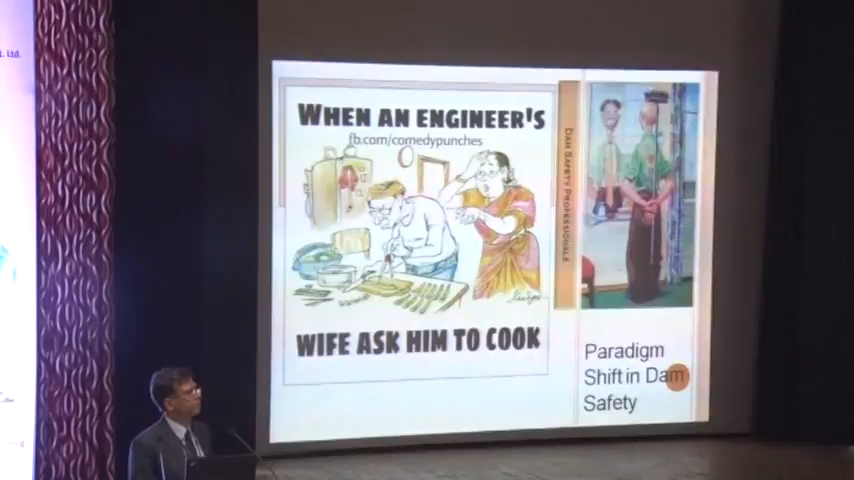 t. Ltd.
WHEN AN ENGINEER'S
fb.com/comedypunches
WIFE ASK HIM TO COOK
DAM SAFETY PROFESSIONALS
Paradigm
Shift in Dam
Safety